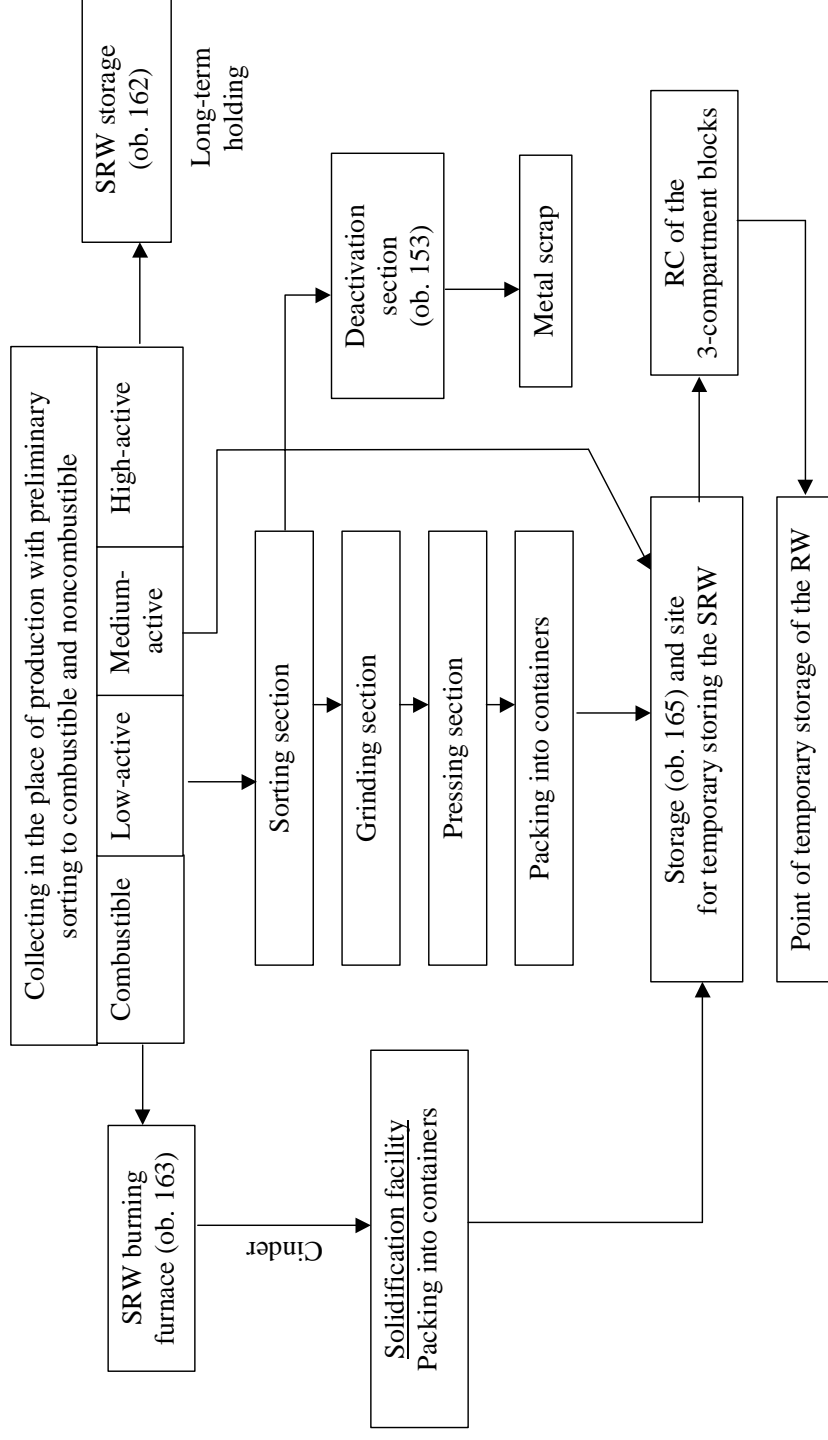 Collecting in the place of production with preliminary
sorting to combustible and noncombustible
Combustible
Low-active
Medium-
active
High-active
SRW storage
(ob. 162)
Long-term
holding
SRW burning
furnace (ob. 163)
Cinder
Solidification facility
Packing into containers
Sorting section
Grinding section
Pressing section
Packing into containers
Deactivation
section
(ob. 153)
Metal scrap
Storage (ob. 165) and site
for temporary storing the SRW
RC of the
3-compartment blocks
Point of temporary storage of the RW